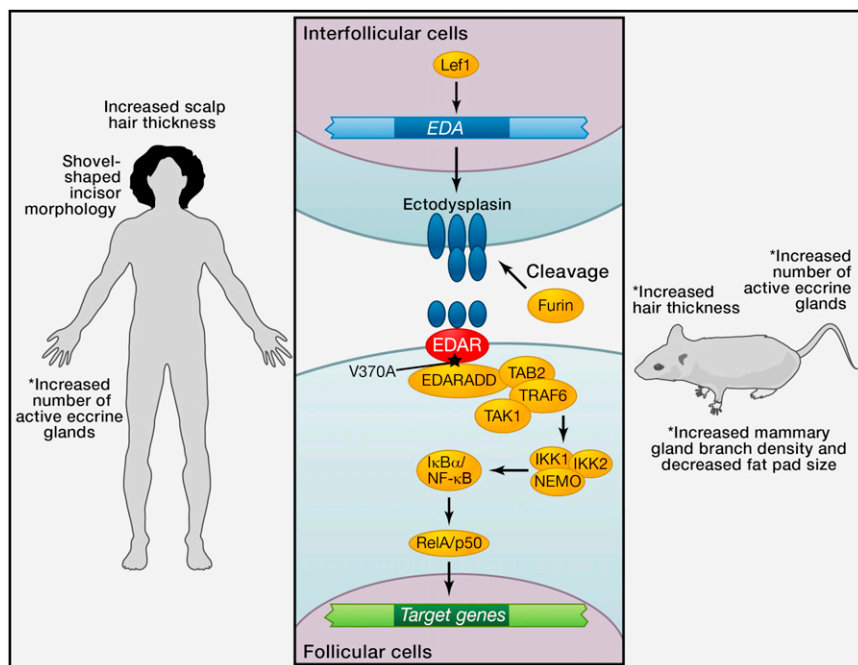 Increased scalp
hair thickness
Shovel-
shaped
incisor
morphology
*Increased
number of
active eccrine
glands
Interfollicular cells
Lef1
EDA
Ectodysplasin
Cleavage
Furin
EDAR
V370A
EDARADD
TAB2
TRAF6
TAK1
IKK1
IKK2
NEMO
IκBα/
NF-κB
RelA/p50
Target genes
Follicular cells
*Increased
number of
active eccrine
glands
*Increased
hair thickness
*Increased mammary
gland branch density and
decreased fat pad size